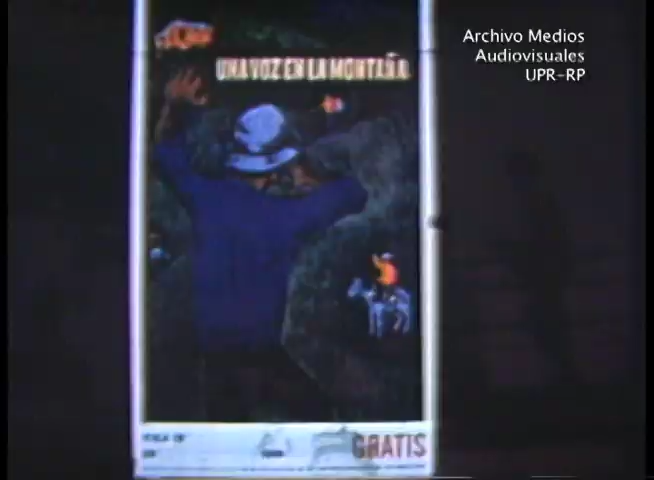 Archivo Medios
Audiovisuales
UPR-RP
UNA VOZ EN LA MONTAÑA
GRATIS